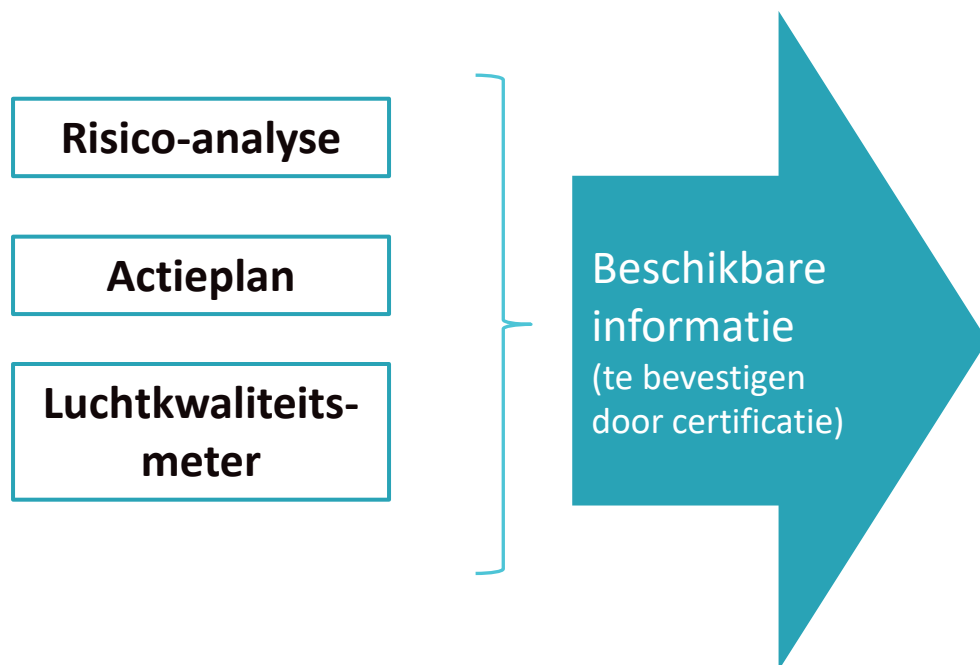 Risico-analyse
Actieplan
Luchtkwaliteits-
meter
Beschikbare
informatie
(te bevestigen
door certificatie)